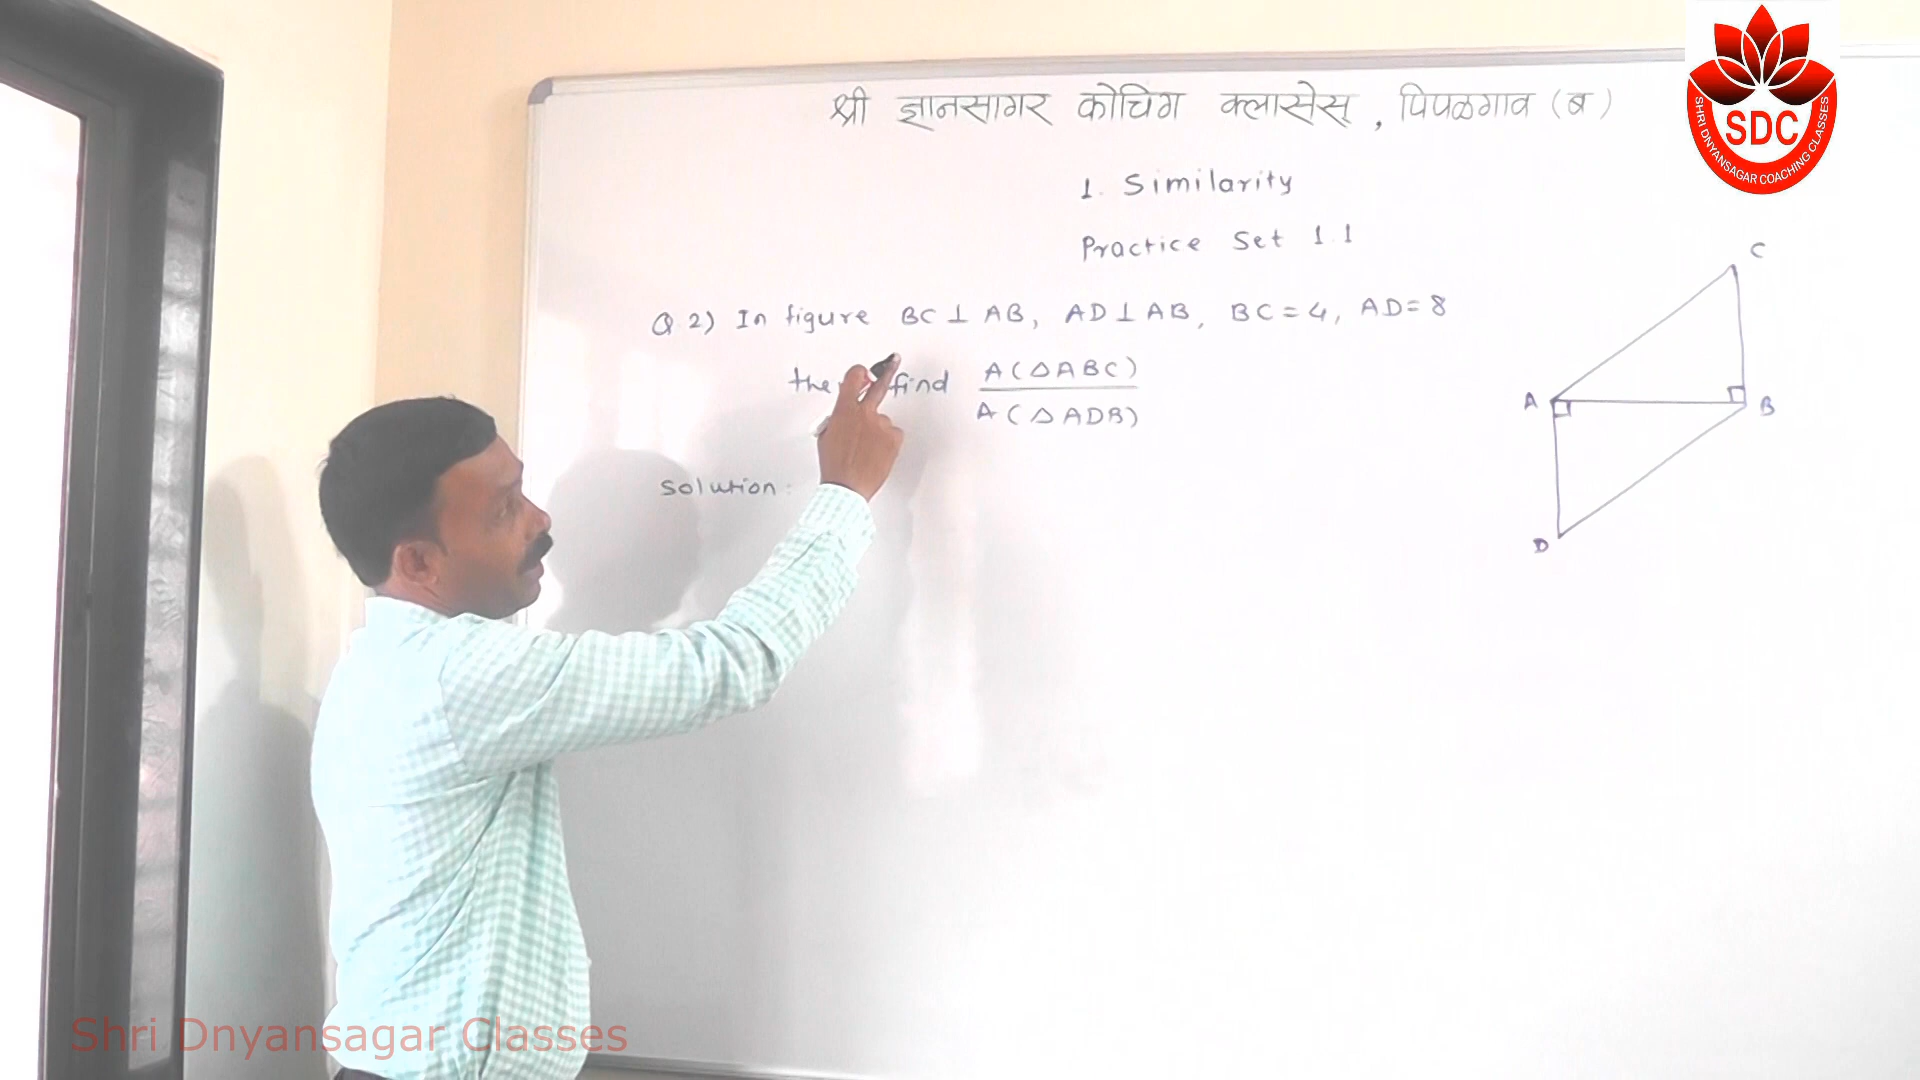 श्री ज्ञानसागर कोचिंग क्लासेस्, पिपळगाव (ब)
SDC
SHRI DNYANSAGAR COACHING CLASSES
1. Similarity
Practice Set 1.1
Q.2) In figure BC ⊥ AB, AD ⊥ AB, BC = 4, AD = 8
find A(△ABC)
A(△ADB)
Solution:
C
A
B
D
Shri Dnyansagar Classes